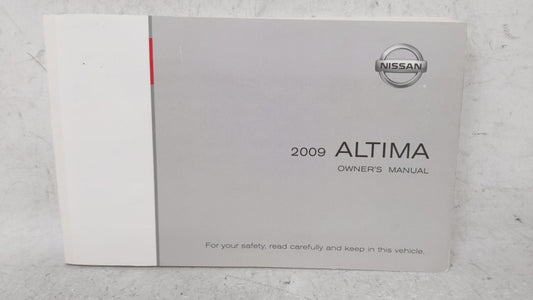 NISSAN
2009 ALTIMA
OWNER'S MANUAL
For your safety, read carefully and keep in this vehicle.